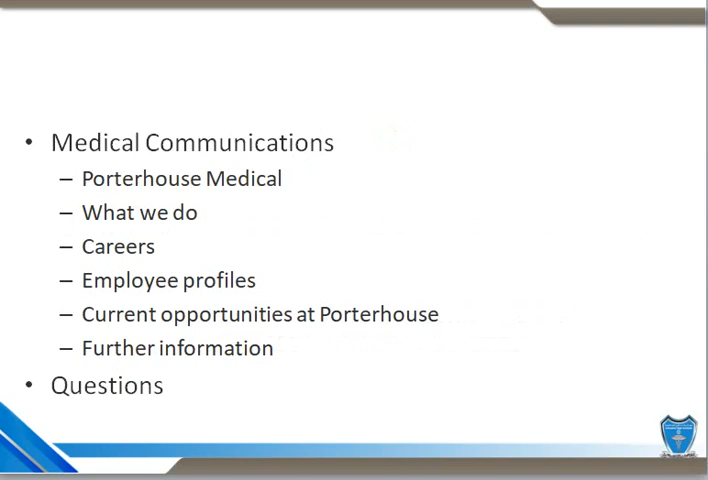 • Medical Communications
– Porterhouse Medical
– What we do
– Careers
– Employee profiles
– Current opportunities at Porterhouse
– Further information
• Questions